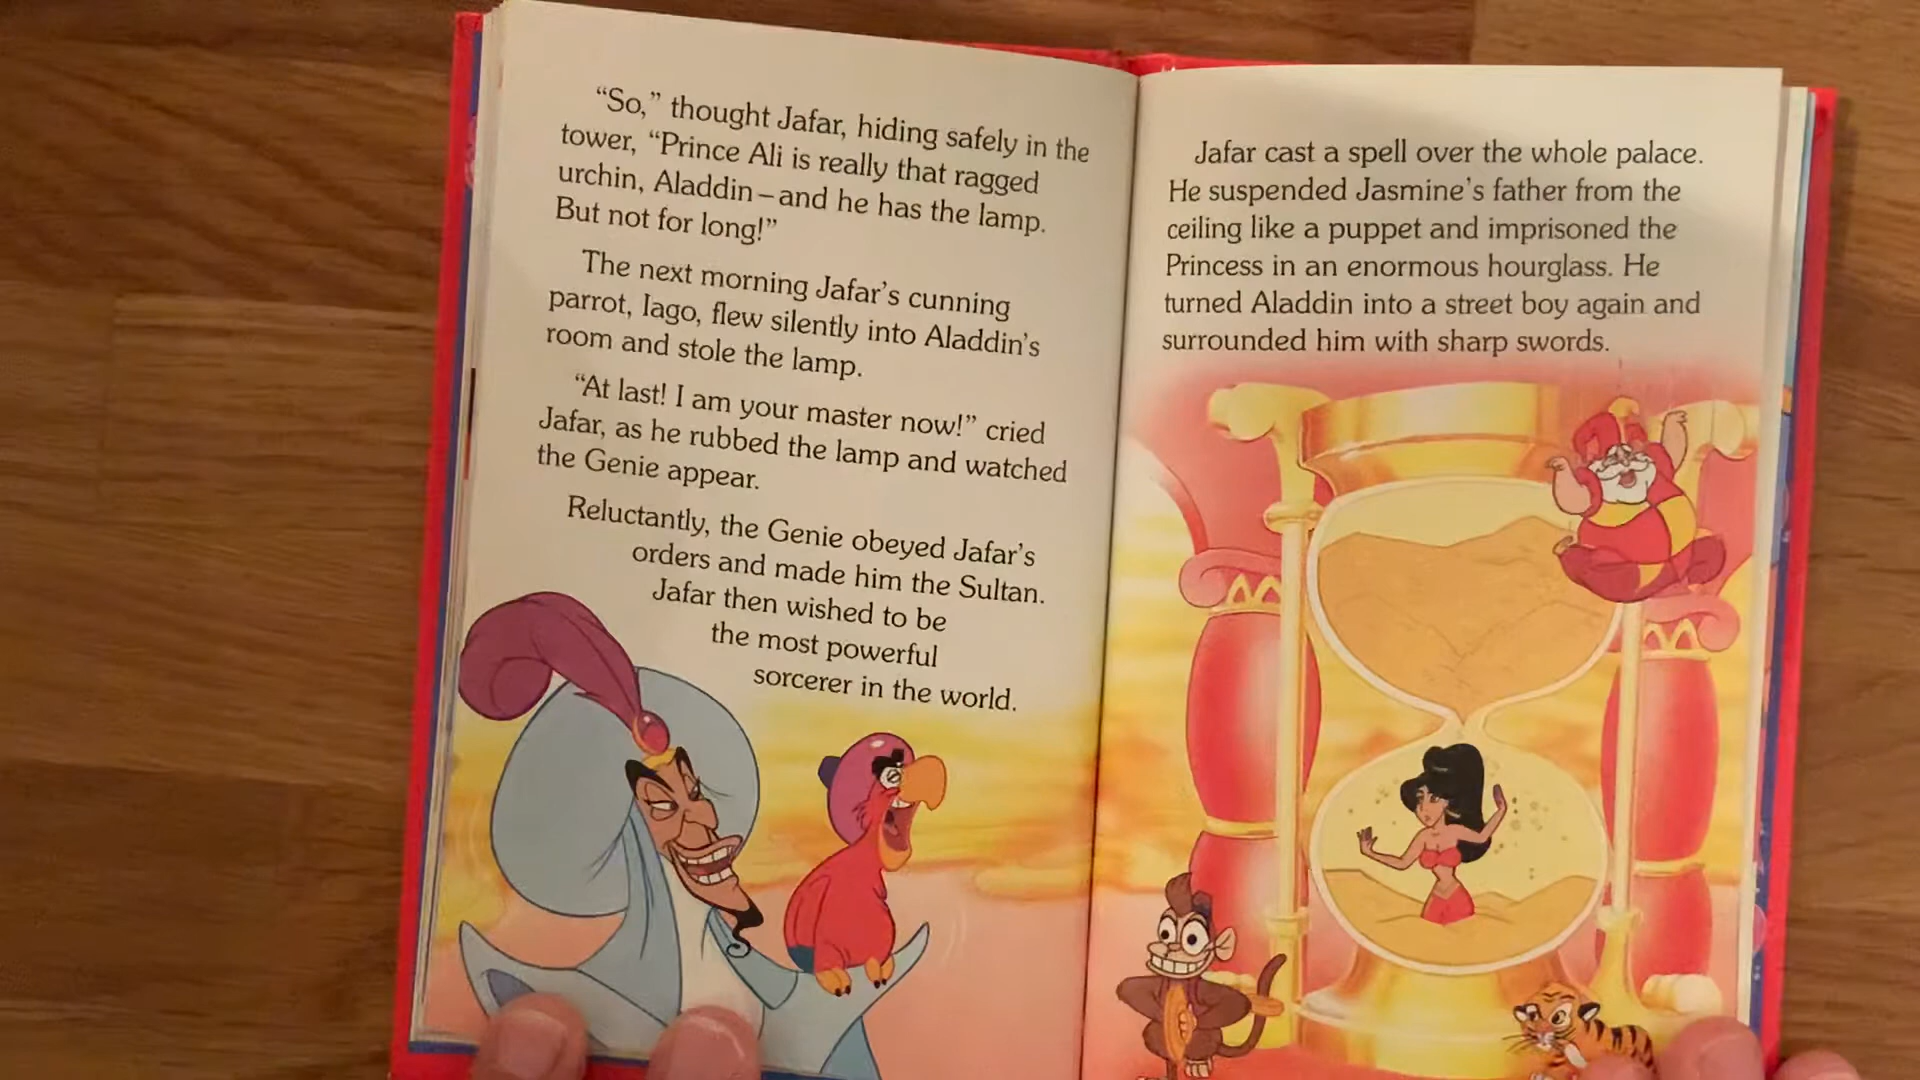 “So,” thought Jafar, hiding safely in the
tower, “Prince Ali is really that ragged
urchin, Aladdin – and he has the lamp.
But not for long!”
The next morning Jafar’s cunning
parrot, Iago, flew silently into Aladdin’s
room and stole the lamp.
“At last! I am your master now!” cried
Jafar, as he rubbed the lamp and watched
the Genie appear.
Reluctantly, the Genie obeyed Jafar’s
orders and made him the Sultan.
Jafar then wished to be
the most powerful
sorcerer in the world.
Jafar cast a spell over the whole palace.
He suspended Jasmine’s father from the
ceiling like a puppet and imprisoned the
Princess in an enormous hourglass. He
turned Aladdin into a street boy again and
surrounded him with sharp swords.